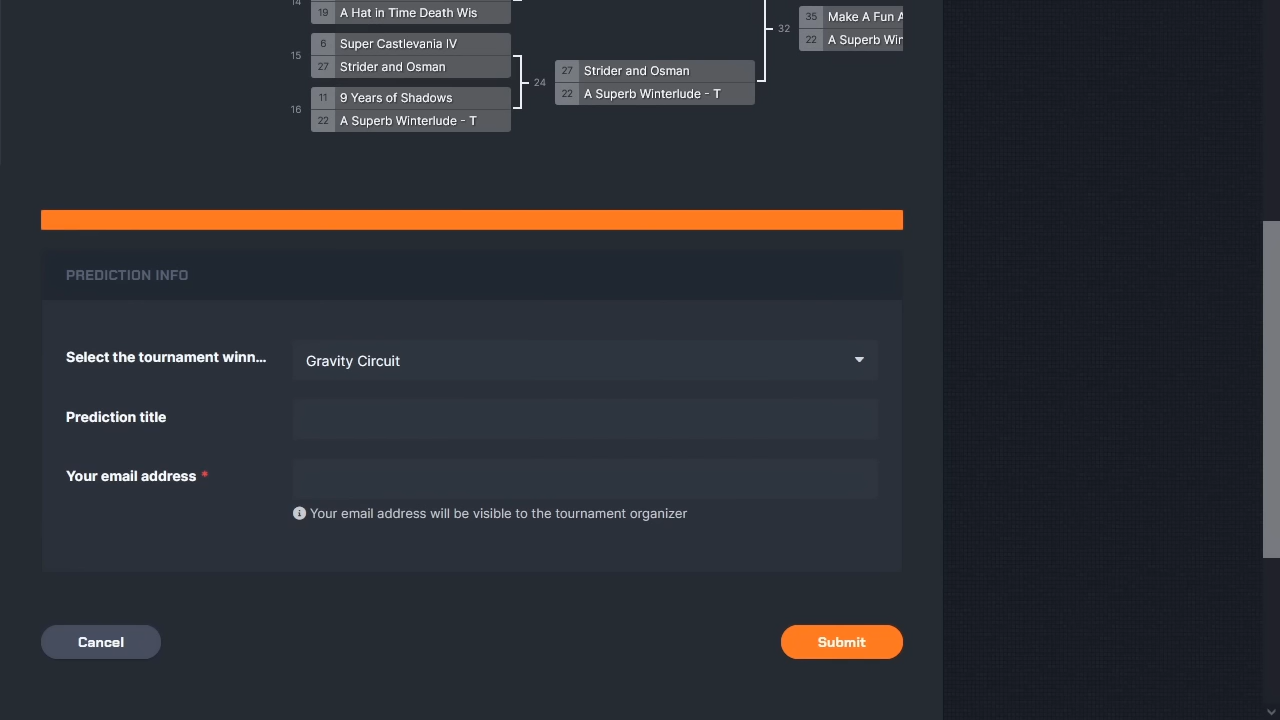 14
19 A Hat in Time Death Wis
35 Make A Fun A
32
22 A Superb Win
6 Super Castlevania IV
15
27 Strider and Osman
27 Strider and Osman
24
22 A Superb Winterlude - T
11 9 Years of Shadows
16
22 A Superb Winterlude - T
PREDICTION INFO
Select the tournament winn...
Gravity Circuit
Prediction title
Your email address *
Your email address will be visible to the tournament organizer
Cancel
Submit